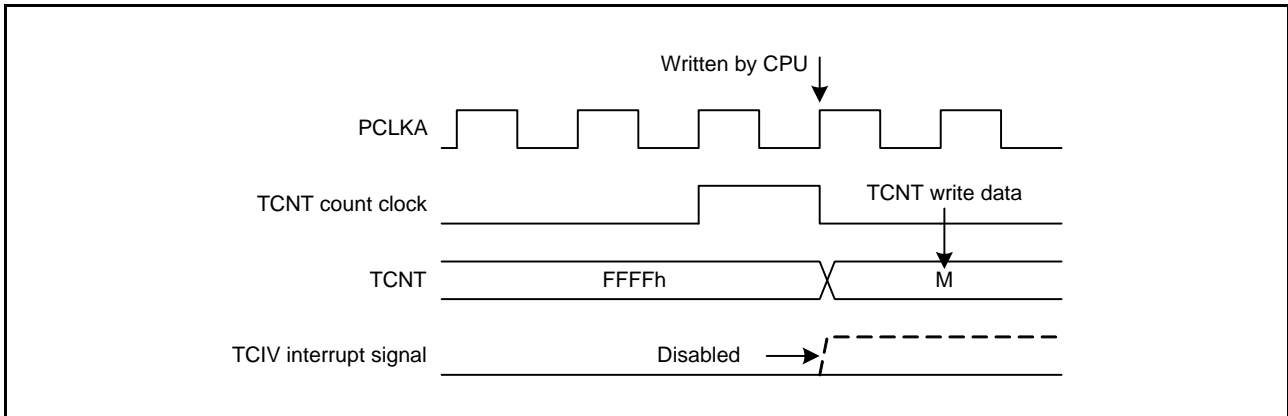 Written by CPU
PCLKA
TCNT count clock
TCNT write data
TCNT
FFFFh
M
TCIV interrupt signal
Disabled